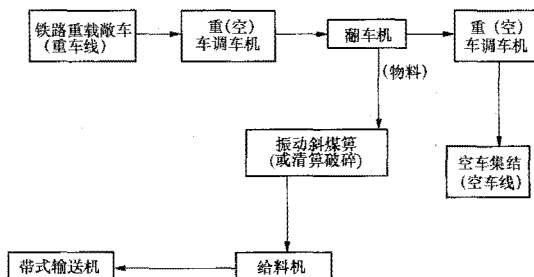 铁路重载敞车
(重车线)
重(空)
车调车机
翻车机
重（空）
车调车机
(物料)
振动斜煤箅
(或清箅破碎)
空车集结
(空车线)
带式输送机
给料机